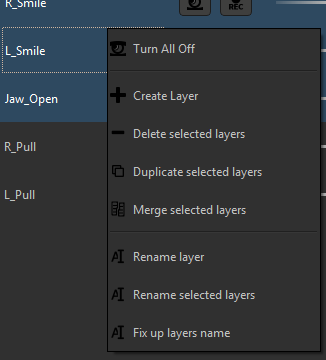 R_Smile
REC
L_Smile
Turn All Off
Create Layer
Jaw_Open
Delete selected layers
R_Pull
Duplicate selected layers
L_Pull
Merge selected layers
Rename layer
Rename selected layers
Fix up layers name